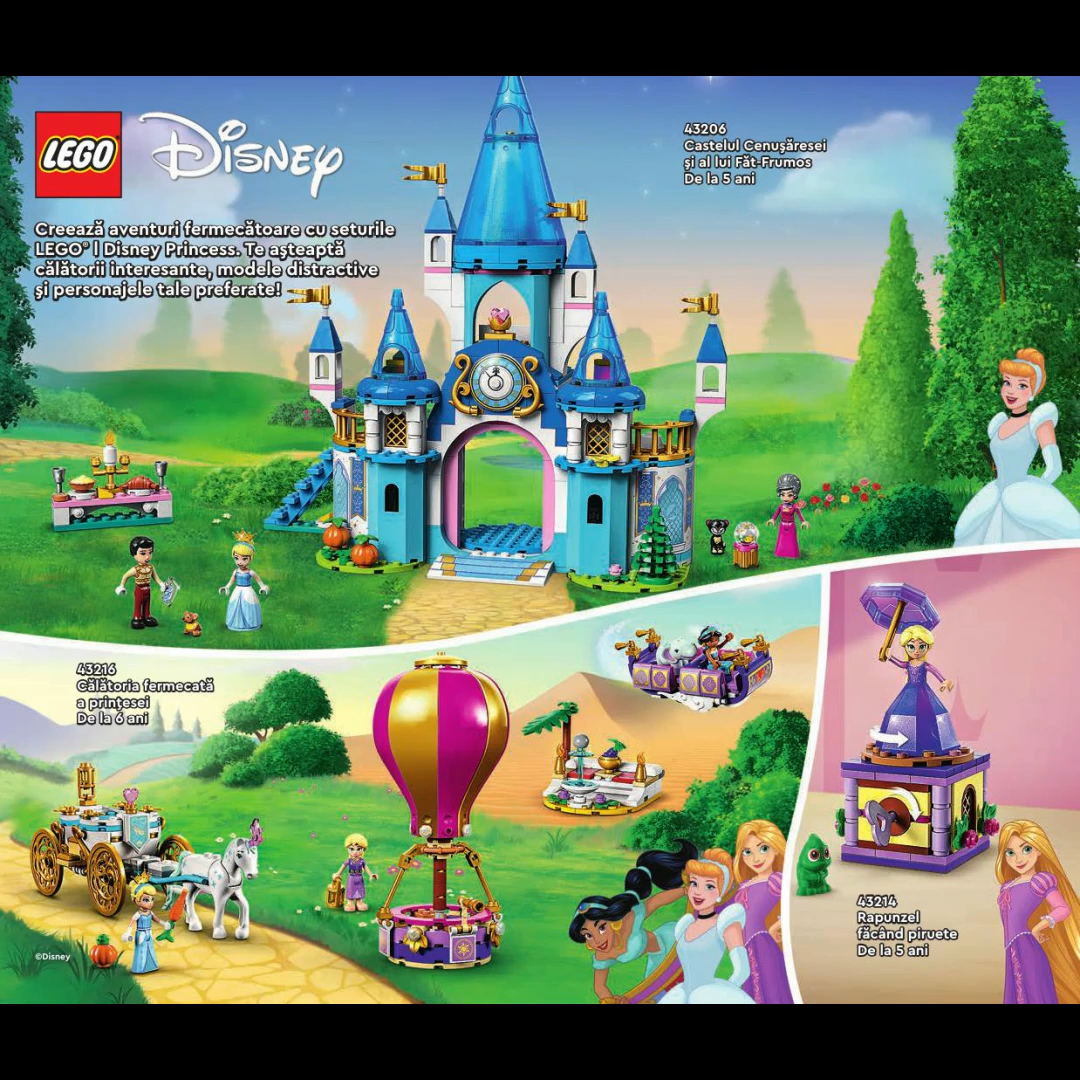 LEGO
Disney
Creează aventuri fermecătoare cu seturile
LEGO® | Disney Princess. Te așteaptă
călătorii interesante, modele distractive
și personajele tale preferate!
43206
Castelul Cenușăresei
și al lui Făt-Frumos
De la 5 ani
43216
Călătoria fermecată
a prințesei
De la 6 ani
©Disney
43214
Rapunzel
făcând piruete
De la 5 ani